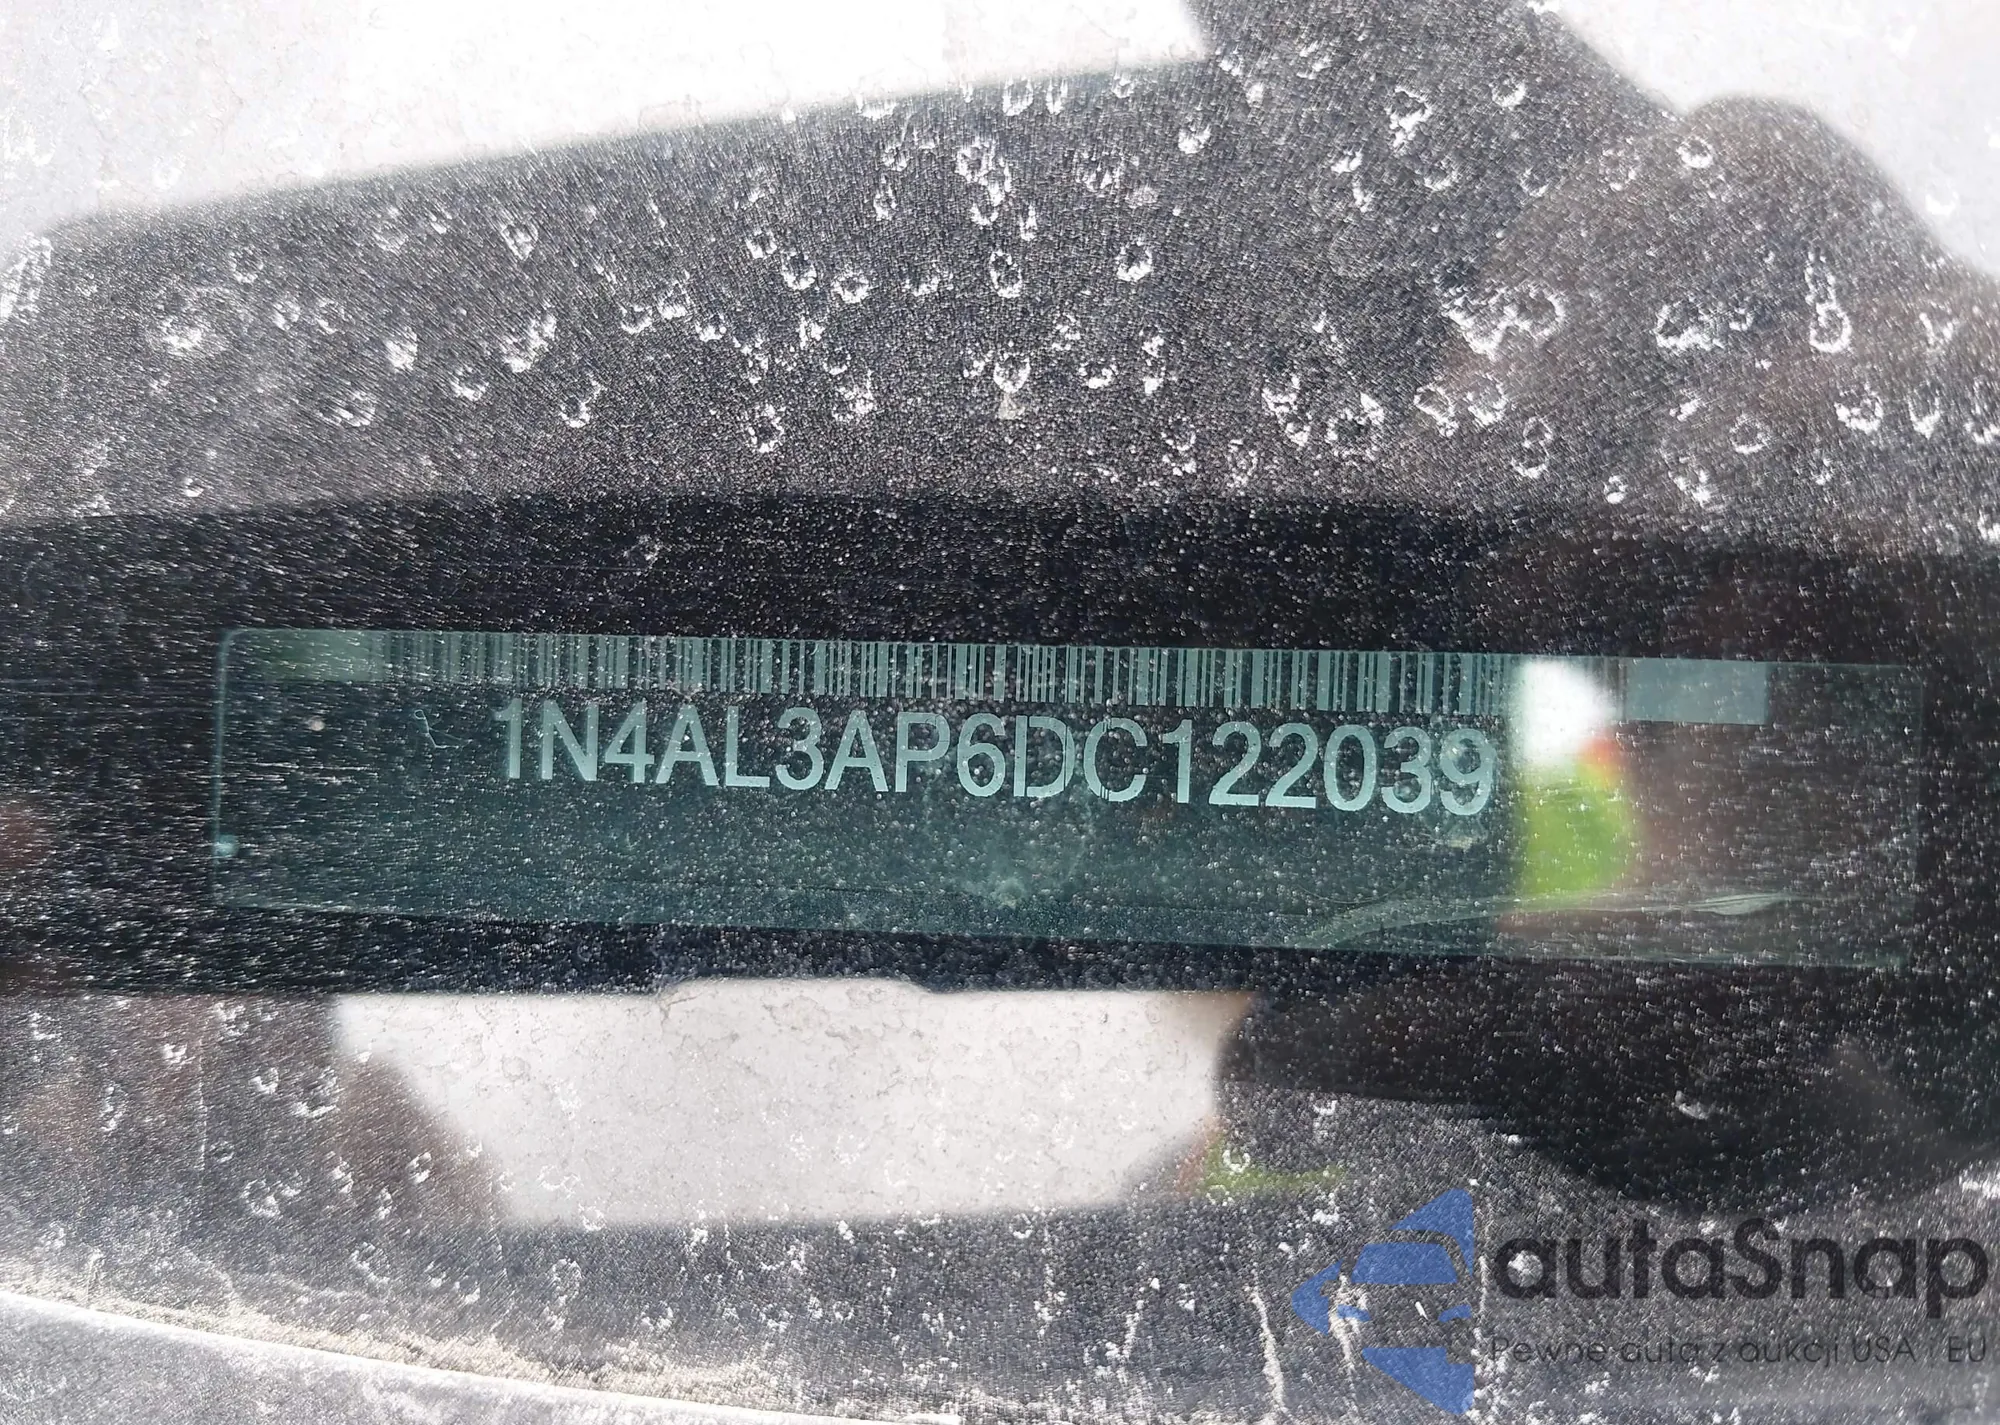 1N4AL3AP6DC122039
autaSnap
Pewne auta z aukcji USA i EU